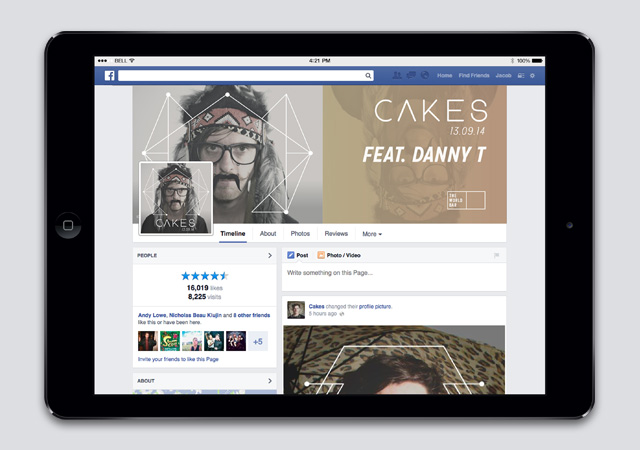 BELL
4:21 PM
100%
f
Home
Find Friends
Jacob
CAKES
13.09.14
FEAT. DANNY T
THE
WORLD
BAR
CAKES
Timeline
About
Photos
Reviews
More
PEOPLE
16,019 likes
8,225 visits
Andy Lowe, Nicholas Beau Klujin and 8 other friends
like this or have been here.
+5
Invite your friends to like this Page
ABOUT
Post
Photo / Video
Write something on this Page...
Cakes changed their profile picture.
5 hours ago